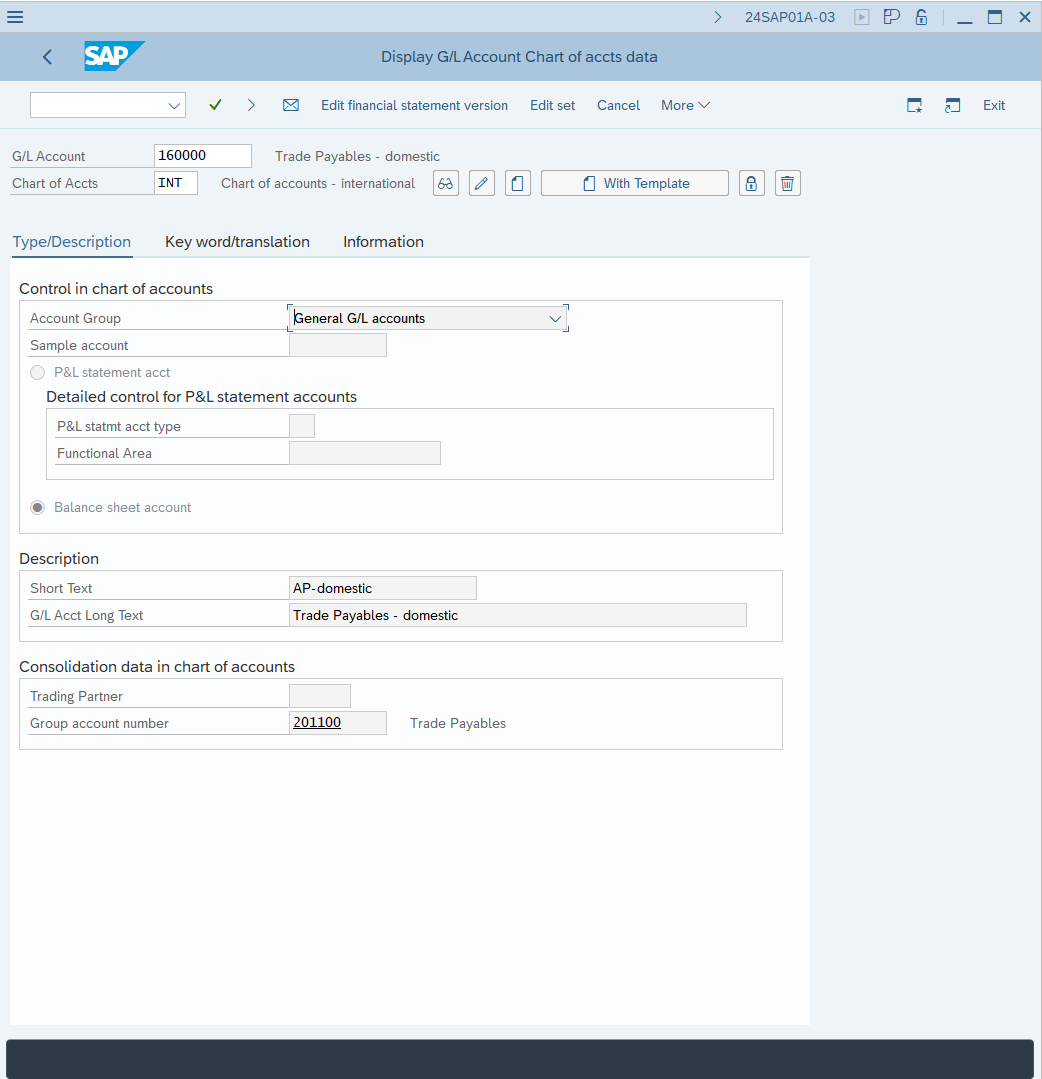 24SAP01A-03
SAP Display G/L Account Chart of accts data
Edit financial statement version Edit set Cancel More Exit
G/L Account 160000 Trade Payables - domestic
Chart of Accts INT Chart of accounts - international With Template
Type/Description Key word/translation Information
Control in chart of accounts
Account Group General G/L accounts
Sample account
P&L statement acct
Detailed control for P&L statement accounts
P&L statmt acct type
Functional Area
Balance sheet account
Description
Short Text AP-domestic
G/L Acct Long Text Trade Payables - domestic
Consolidation data in chart of accounts
Trading Partner
Group account number 201100 Trade Payables